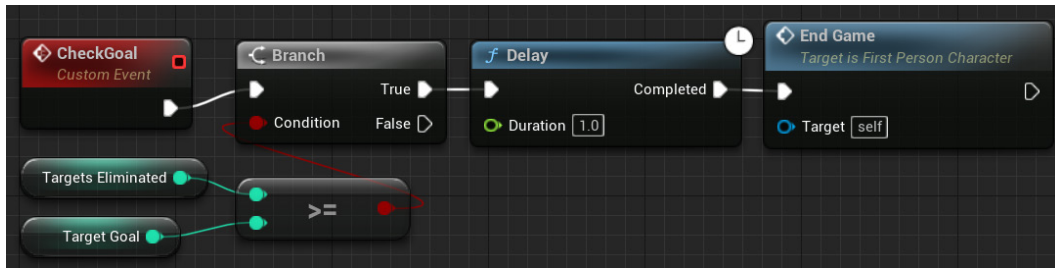 CheckGoal
Custom Event
Branch
True
Condition
False
f Delay
Completed
Duration 1.0
End Game
Target is First Person Character
Target self
Targets Eliminated
Target Goal
>=